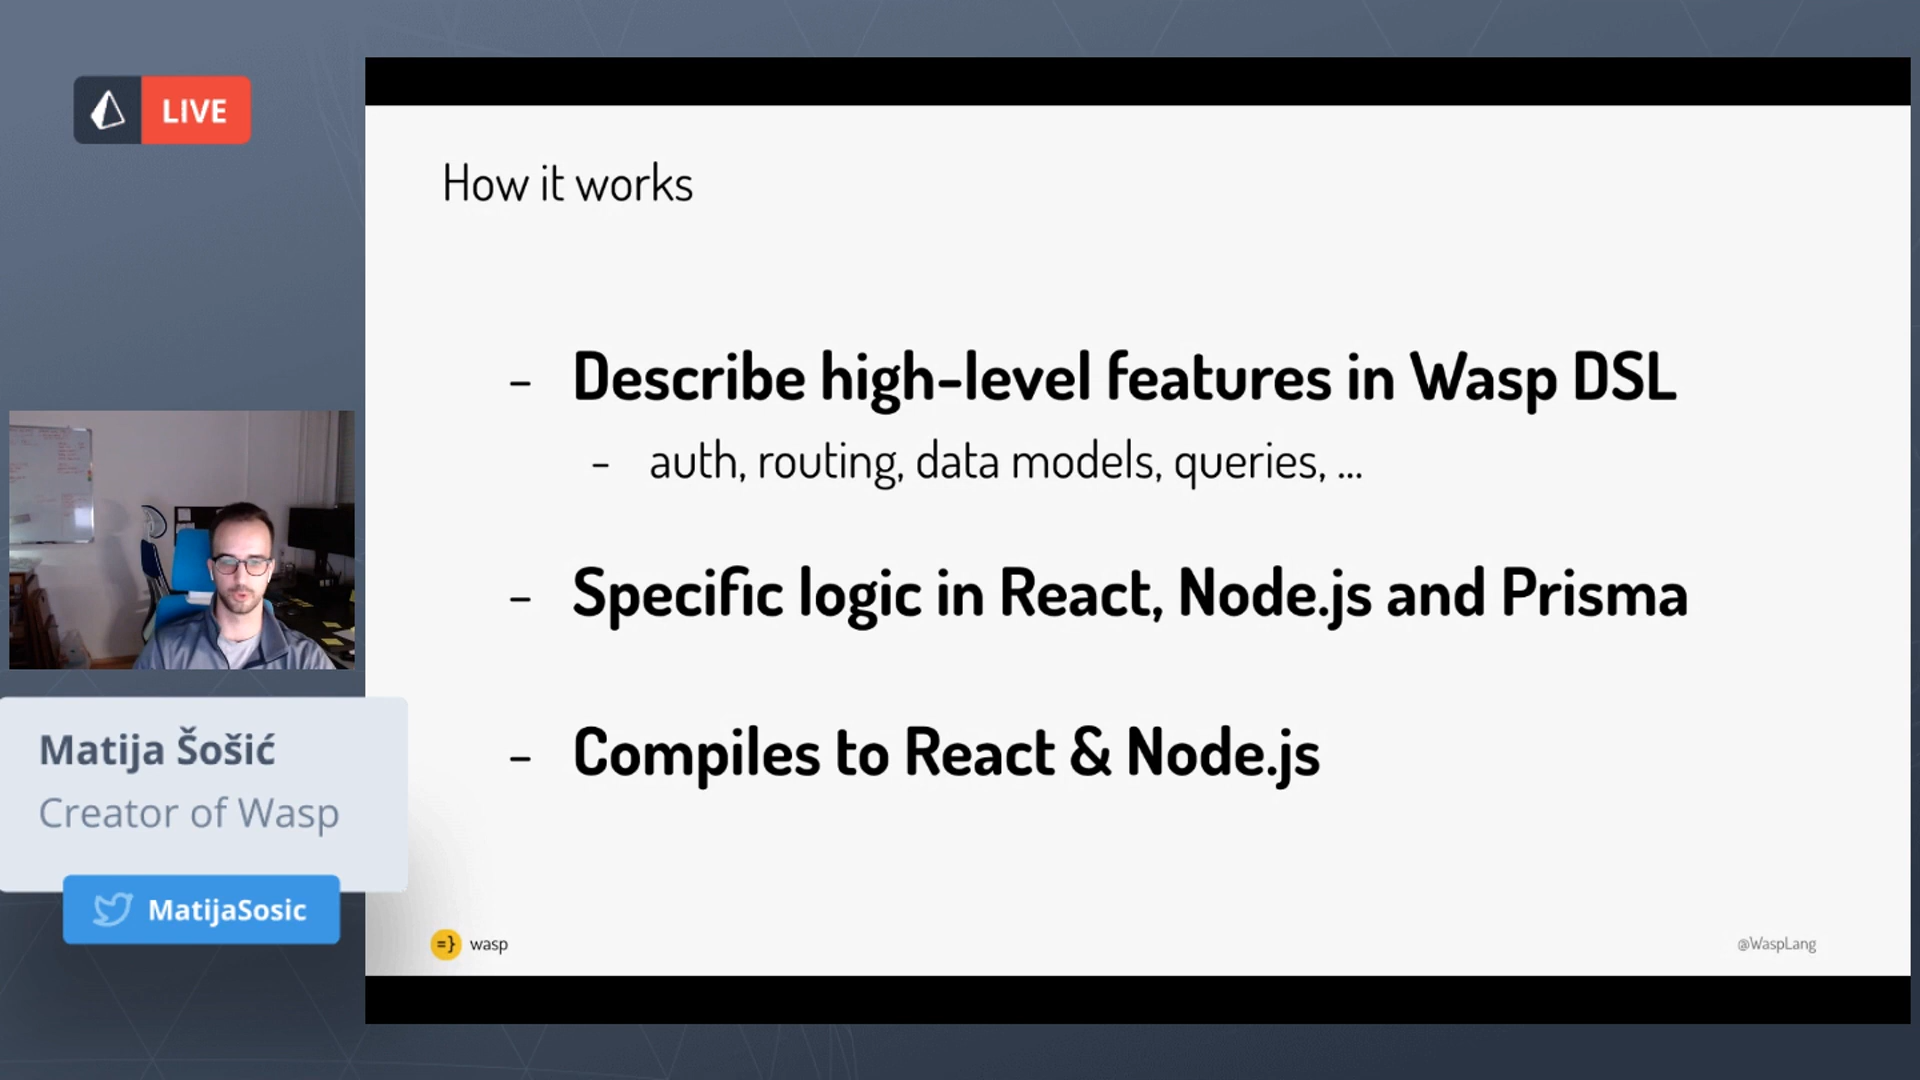 LIVE
How it works
- Describe high-level features in Wasp DSL
- auth, routing, data models, queries, ...
- Specific logic in React, Node.js and Prisma
- Compiles to React & Node.js
Matija Šošić
Creator of Wasp
MatijaSosic
=} wasp
@WaspLang